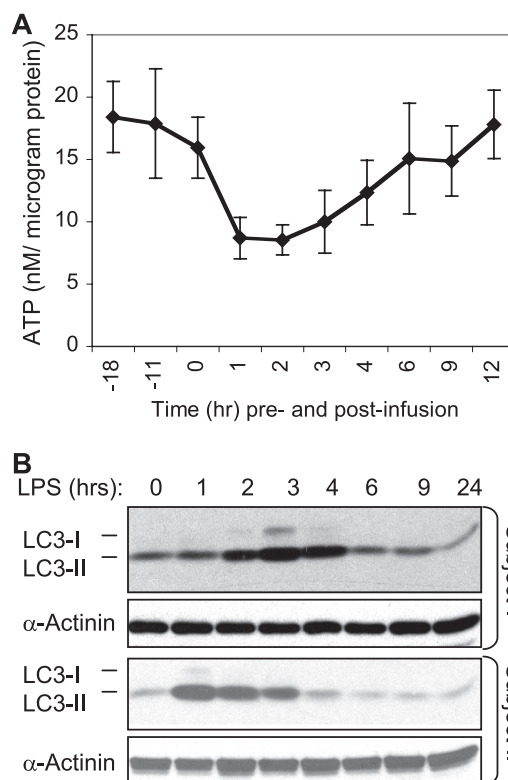 A
25
20
15
10
5
0
ATP (nM/ microgram protein)
-18 -11 0 1 2 3 4 6 9 12
Time (hr) pre- and post-infusion
B
LPS (hrs): 0 1 2 3 4 6 9 24
LC3-I
LC3-II
α-Actinin
LC3-I
LC3-II
α-Actinin